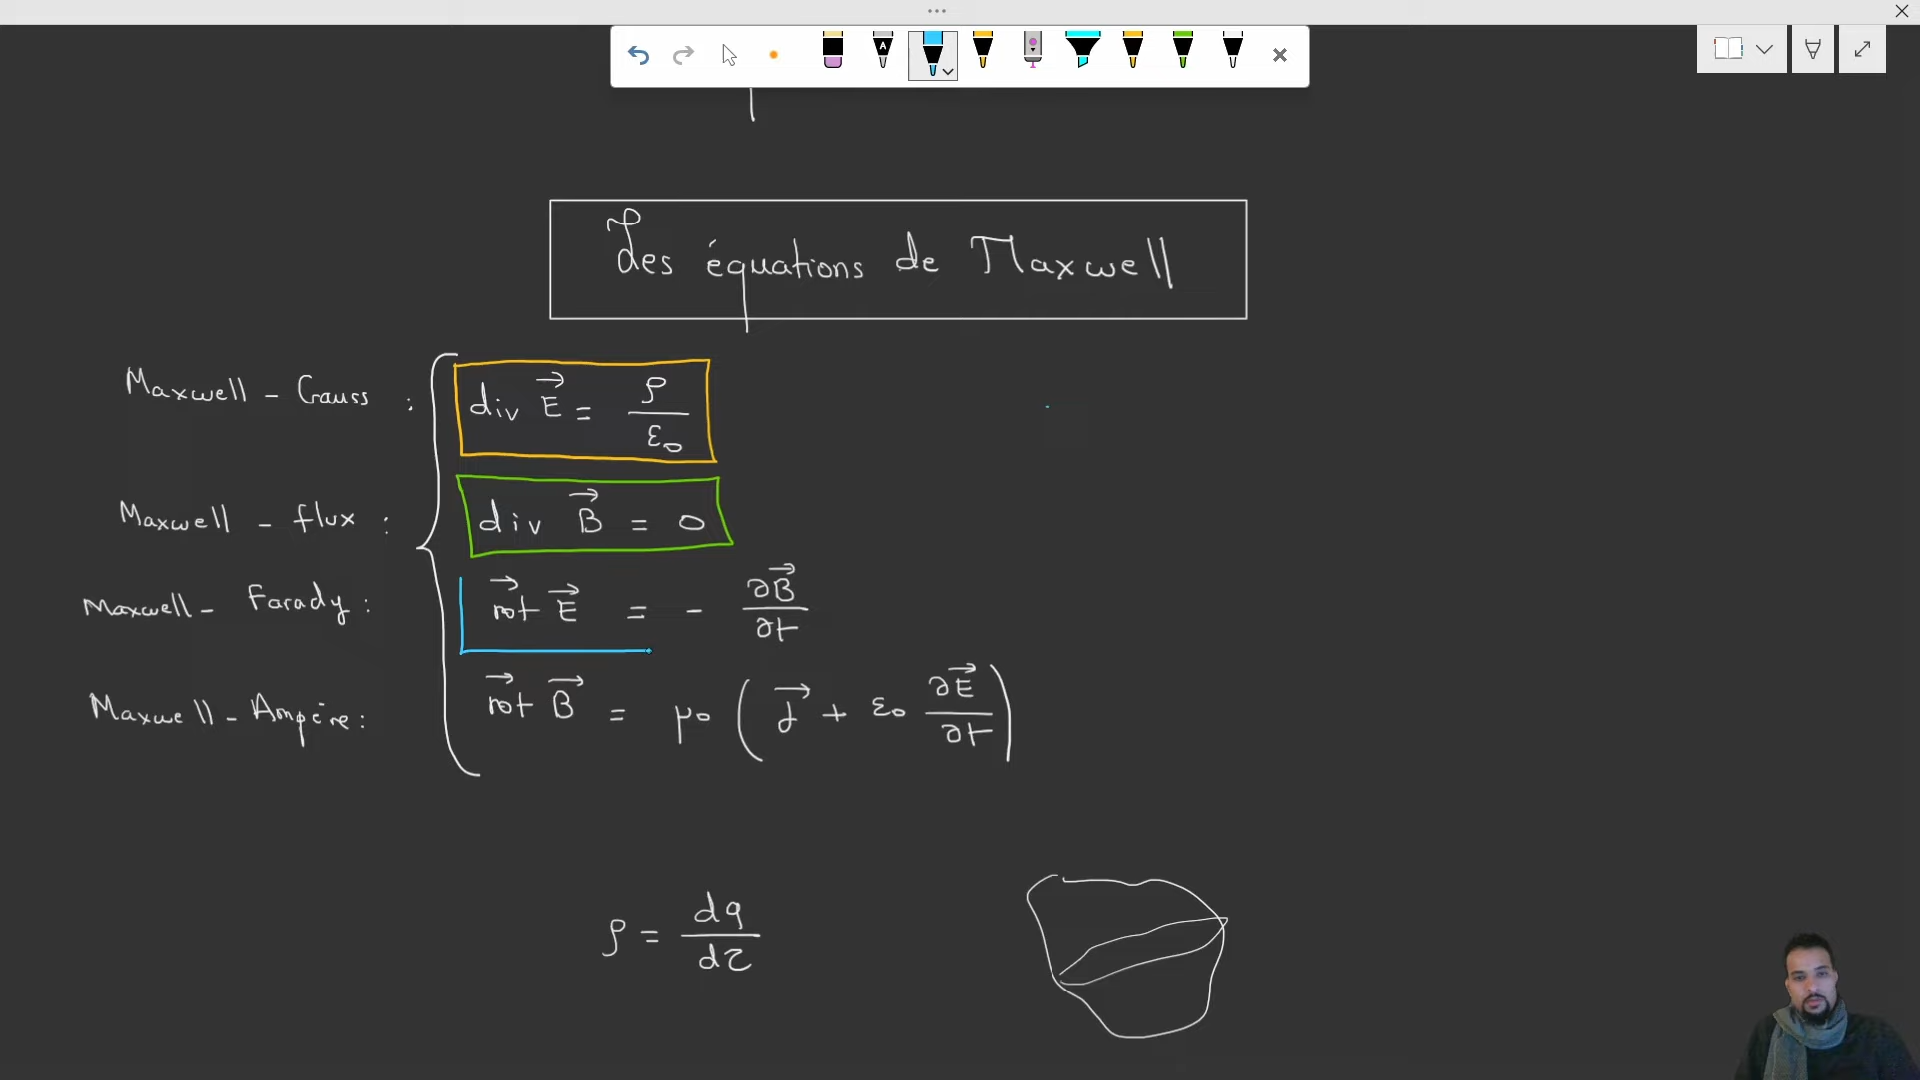 Les équations de Maxwell
Maxwell - Gauss : div E⃗ = ρ / ε₀
Maxwell - flux : div B⃗ = 0
Maxwell - Farady : rot⃗ E⃗ = - ∂B⃗ / ∂t
Maxwell - Ampère : rot⃗ B⃗ = μ₀ ( j⃗ + ε₀ ∂E⃗ / ∂t )
ρ = dq / dτ